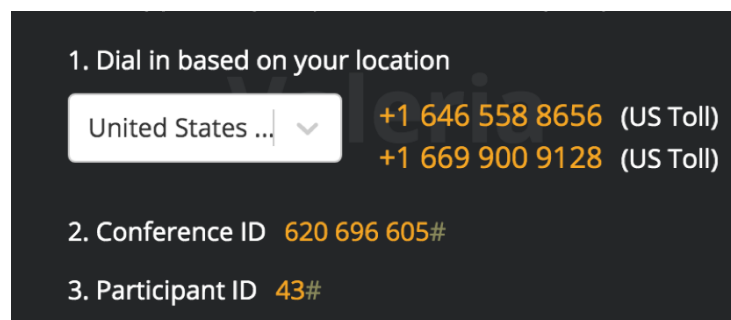 1. Dial in based on your location
Valeria
United States ...
+1 646 558 8656 (US Toll)
+1 669 900 9128 (US Toll)
2. Conference ID 620 696 605#
3. Participant ID 43#